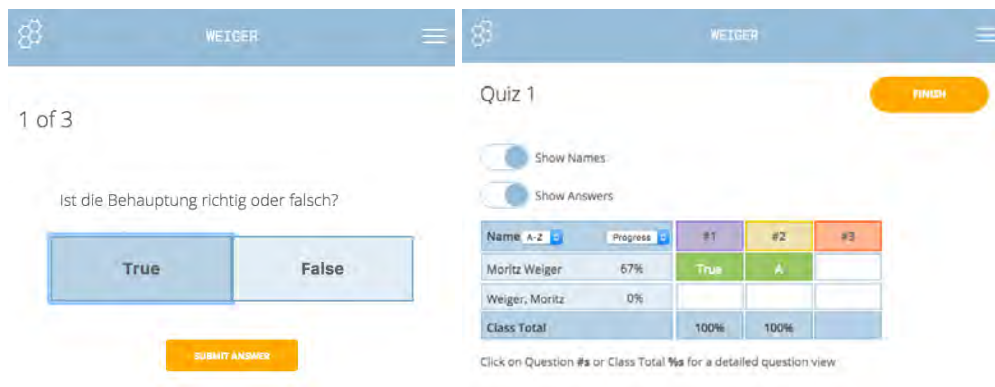 WEIGER
1 of 3
Ist die Behauptung richtig oder falsch?
True False
SUBMIT ANSWER
WEIGER
Quiz 1
FINISH
Show Names
Show Answers
Name A-Z Progress #1 #2 #3
Moritz Weiger 67% True A
Weiger, Moritz 0%
Class Total 100% 100%
Click on Question #s or Class Total %s for a detailed question view